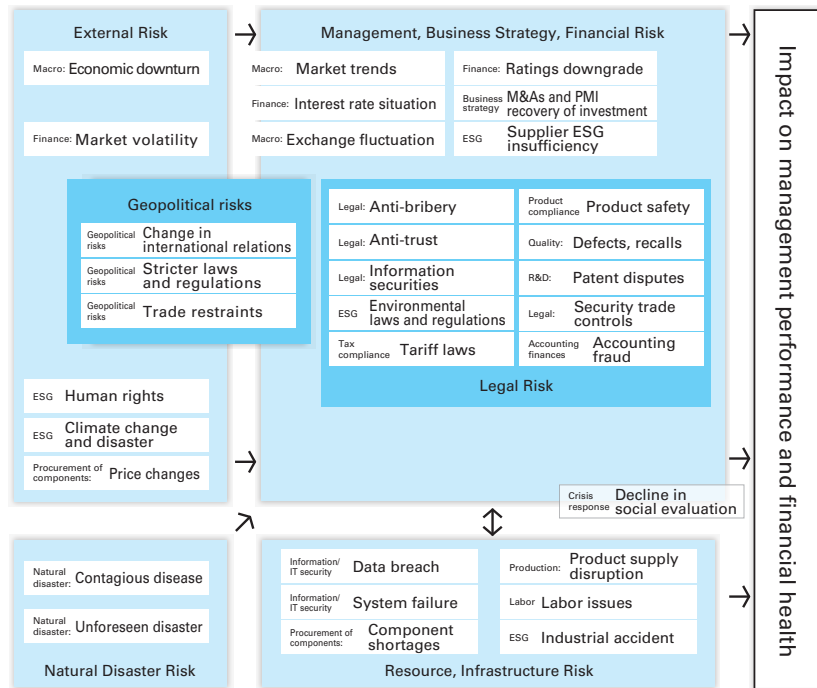 External Risk
Macro: Economic downturn
Finance: Market volatility
Management, Business Strategy, Financial Risk
Macro: Market trends
Finance: Interest rate situation
Macro: Exchange fluctuation
Finance: Ratings downgrade
Business
strategy
M&As and PMI
recovery of investment
ESG
Supplier ESG
insufficiency
Geopolitical risks
Geopolitical
risks
Change in
international relations
Geopolitical
risks
Stricter laws
and regulations
Geopolitical
risks
Trade restraints
Legal: Anti-bribery
Legal: Anti-trust
Legal:
Information
securities
ESG
Environmental
laws and regulations
Tax
compliance
Tariff laws
Product
compliance
Product safety
Quality: Defects, recalls
R&D: Patent disputes
Legal:
Security trade
controls
Accounting
finances
Accounting
fraud
Legal Risk
ESG Human rights
ESG
Climate change
and disaster
Procurement of
components:
Price changes
Crisis
response
Decline in
social evaluation
Natural
disaster:
Contagious disease
Natural
disaster:
Unforeseen disaster
Natural Disaster Risk
Information/
IT security
Data breach
Information/
IT security
System failure
Procurement of
components:
Component
shortages
Production:
Product supply
disruption
Labor Labor issues
ESG Industrial accident
Resource, Infrastructure Risk
Impact on management performance and financial health